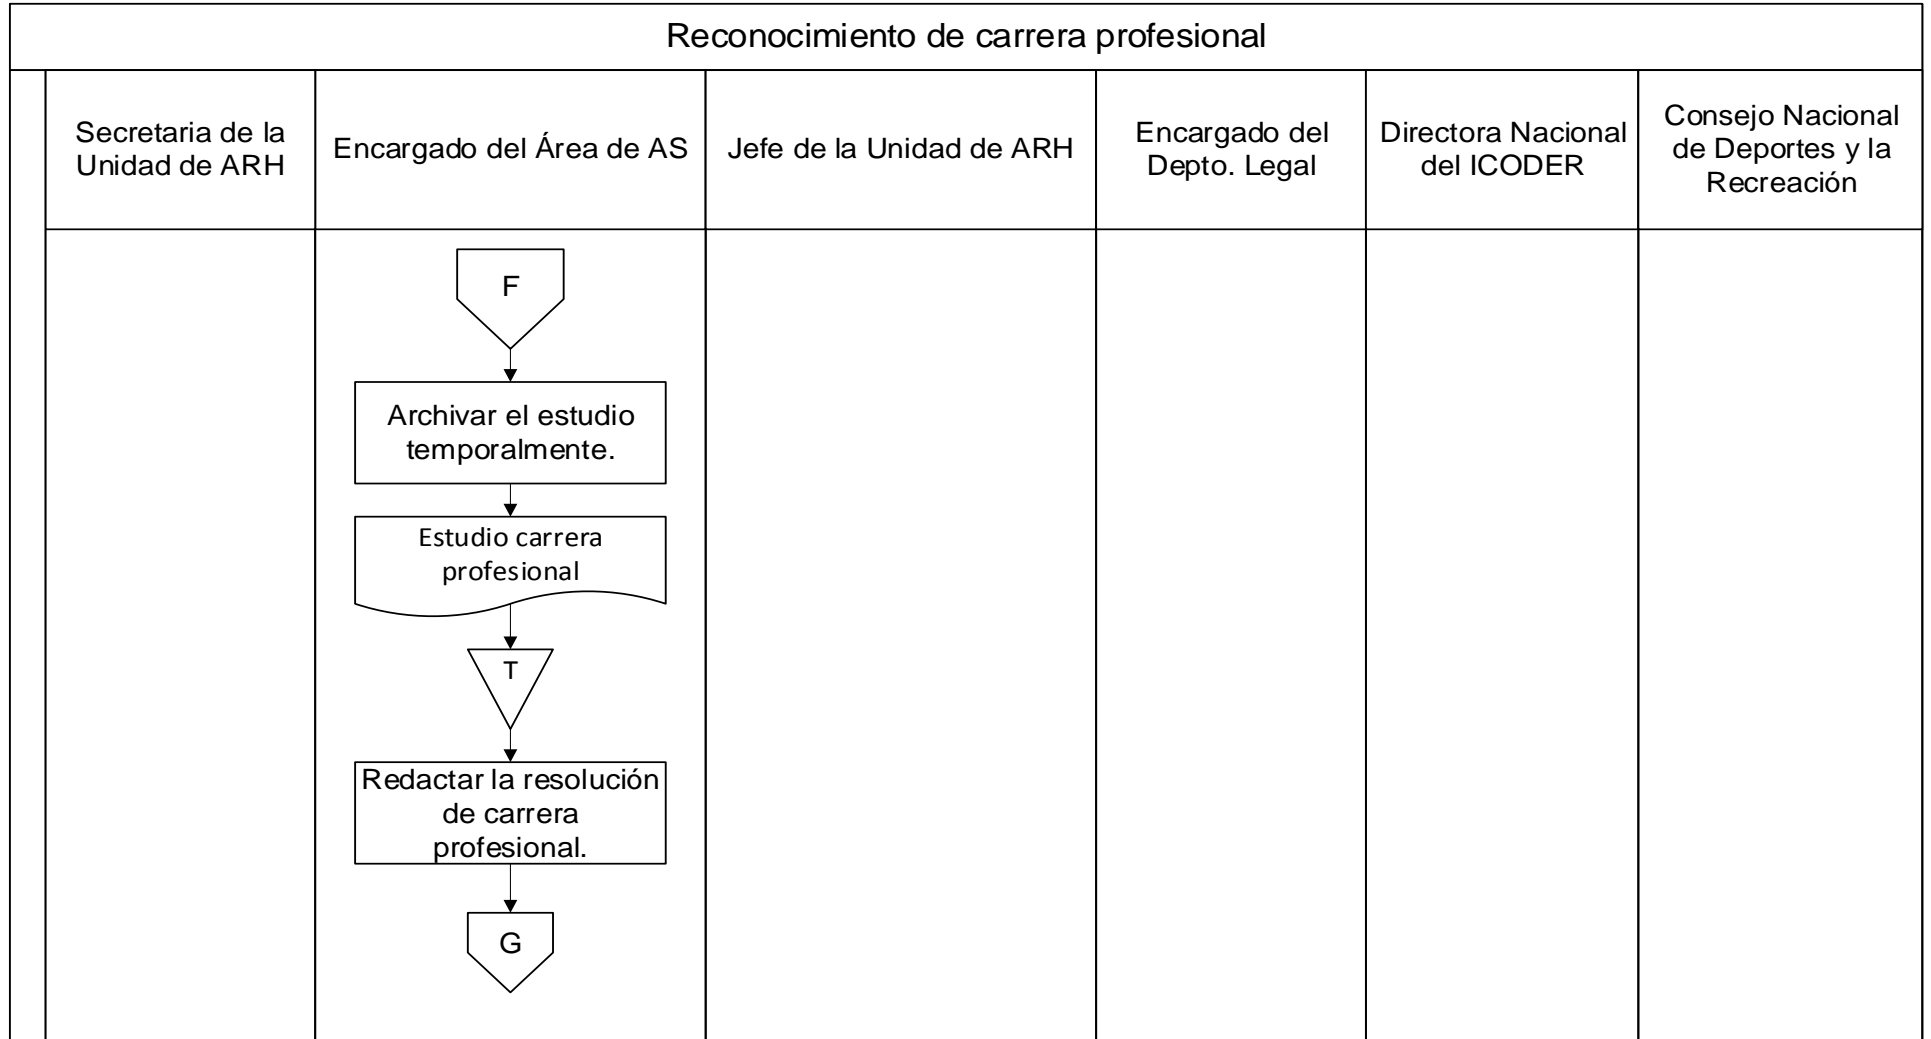 Reconocimiento de carrera profesional
Secretaria de la
Unidad de ARH
Encargado del Área de AS
Jefe de la Unidad de ARH
Encargado del
Depto. Legal
Directora Nacional
del ICODER
Consejo Nacional
de Deportes y la
Recreación
F
Archivar el estudio
temporalmente.
Estudio carrera
profesional
T
Redactar la resolución
de carrera
profesional.
G